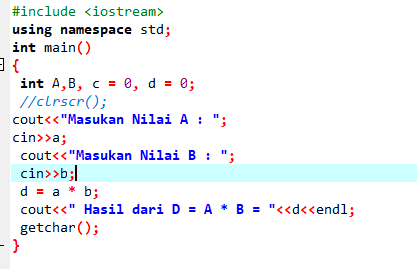 #include <iostream>
using namespace std;
int main()
{
int A,B, c = 0, d = 0;
//clrscr();
cout<<"Masukan Nilai A : ";
cin>>a;
cout<<"Masukan Nilai B : ";
cin>>b;
d = a * b;
cout<<" Hasil dari D = A * B = "<<d<<endl;
getchar();
}